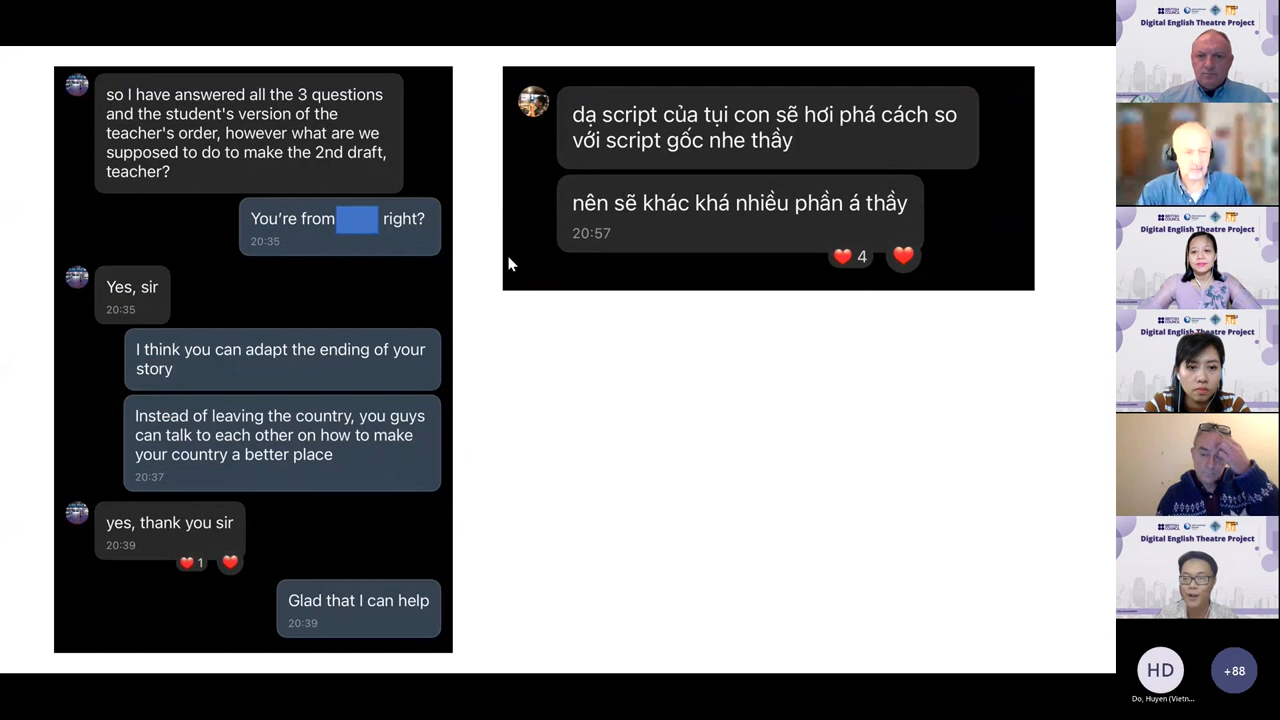 so I have answered all the 3 questions
and the student's version of the
teacher's order, however what are we
supposed to do to make the 2nd draft,
teacher?
You're from right?
20:35
Yes, sir
20:35
I think you can adapt the ending of your
story
Instead of leaving the country, you guys
can talk to each other on how to make
your country a better place
20:37
yes, thank you sir
20:39
1
Glad that I can help
20:39
dạ script của tụi con sẽ hơi phá cách so
với script gốc nhe thầy
nên sẽ khác khá nhiều phần á thầy
20:57
4
BRITISH COUNCIL
Digital English Theatre Project
Digital English Theatre Project
Digital English Theatre Project
Digital English Theatre Project
HD
+88
Do, Huyen (Vietn...